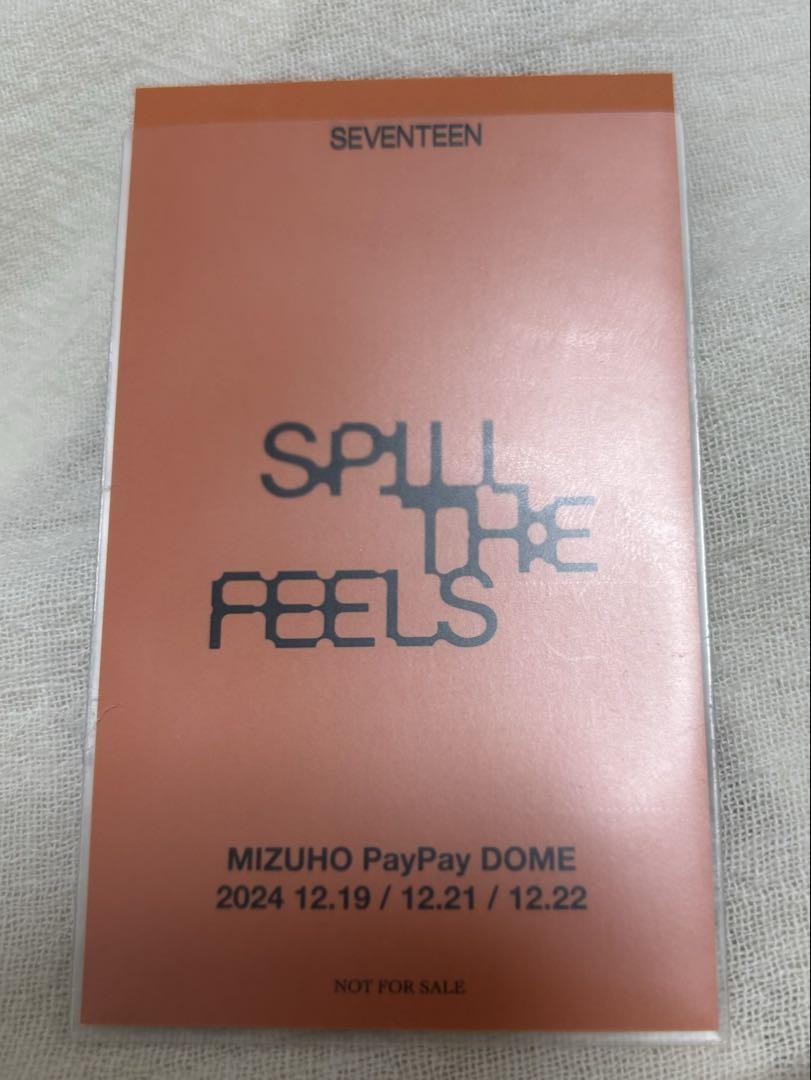 SEVENTEEN
SPILL
THE
FEELS
MIZUHO PayPay DOME
2024 12.19 / 12.21 / 12.22
NOT FOR SALE